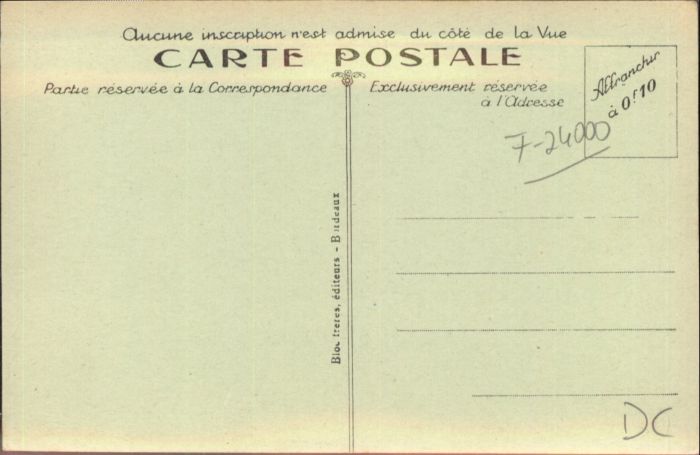 Aucune inscription n'est admise du côté de la Vue
CARTE POSTALE
Partie réservée à la Correspondance
Exclusivement réservée
à l'Adresse
Affranchir
à 0f10
7-24000
Bloc frères, éditeurs - Bordeaux
DC